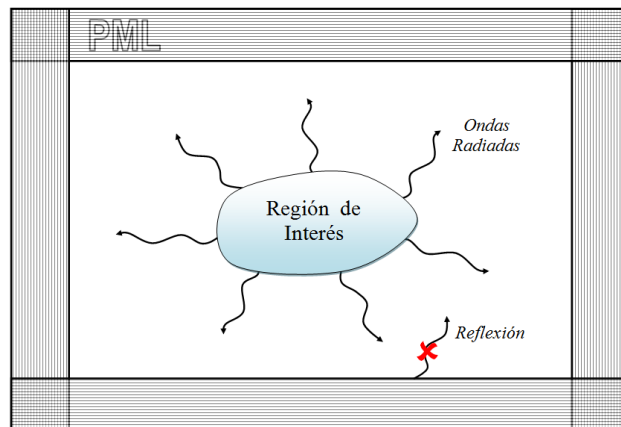 PML
Ondas
Radiadas
Región de
Interés
Reflexión